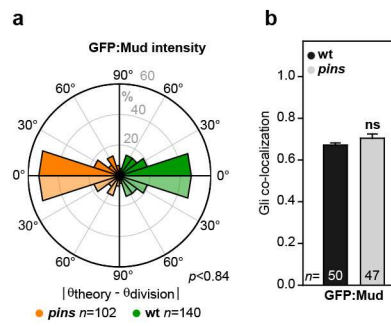 a
GFP:Mud intensity
90°
60
60°
60°
%
40
30°
30°
20
0°
0°
30°
30°
60°
60°
90°
p<0.84
|θtheory - θdivision|
pins n=102
wt n=140
b
wt
pins
1.0
0.8
0.6
0.4
0.2
0.0
Gli co-localization
ns
n= 50 47
GFP:Mud